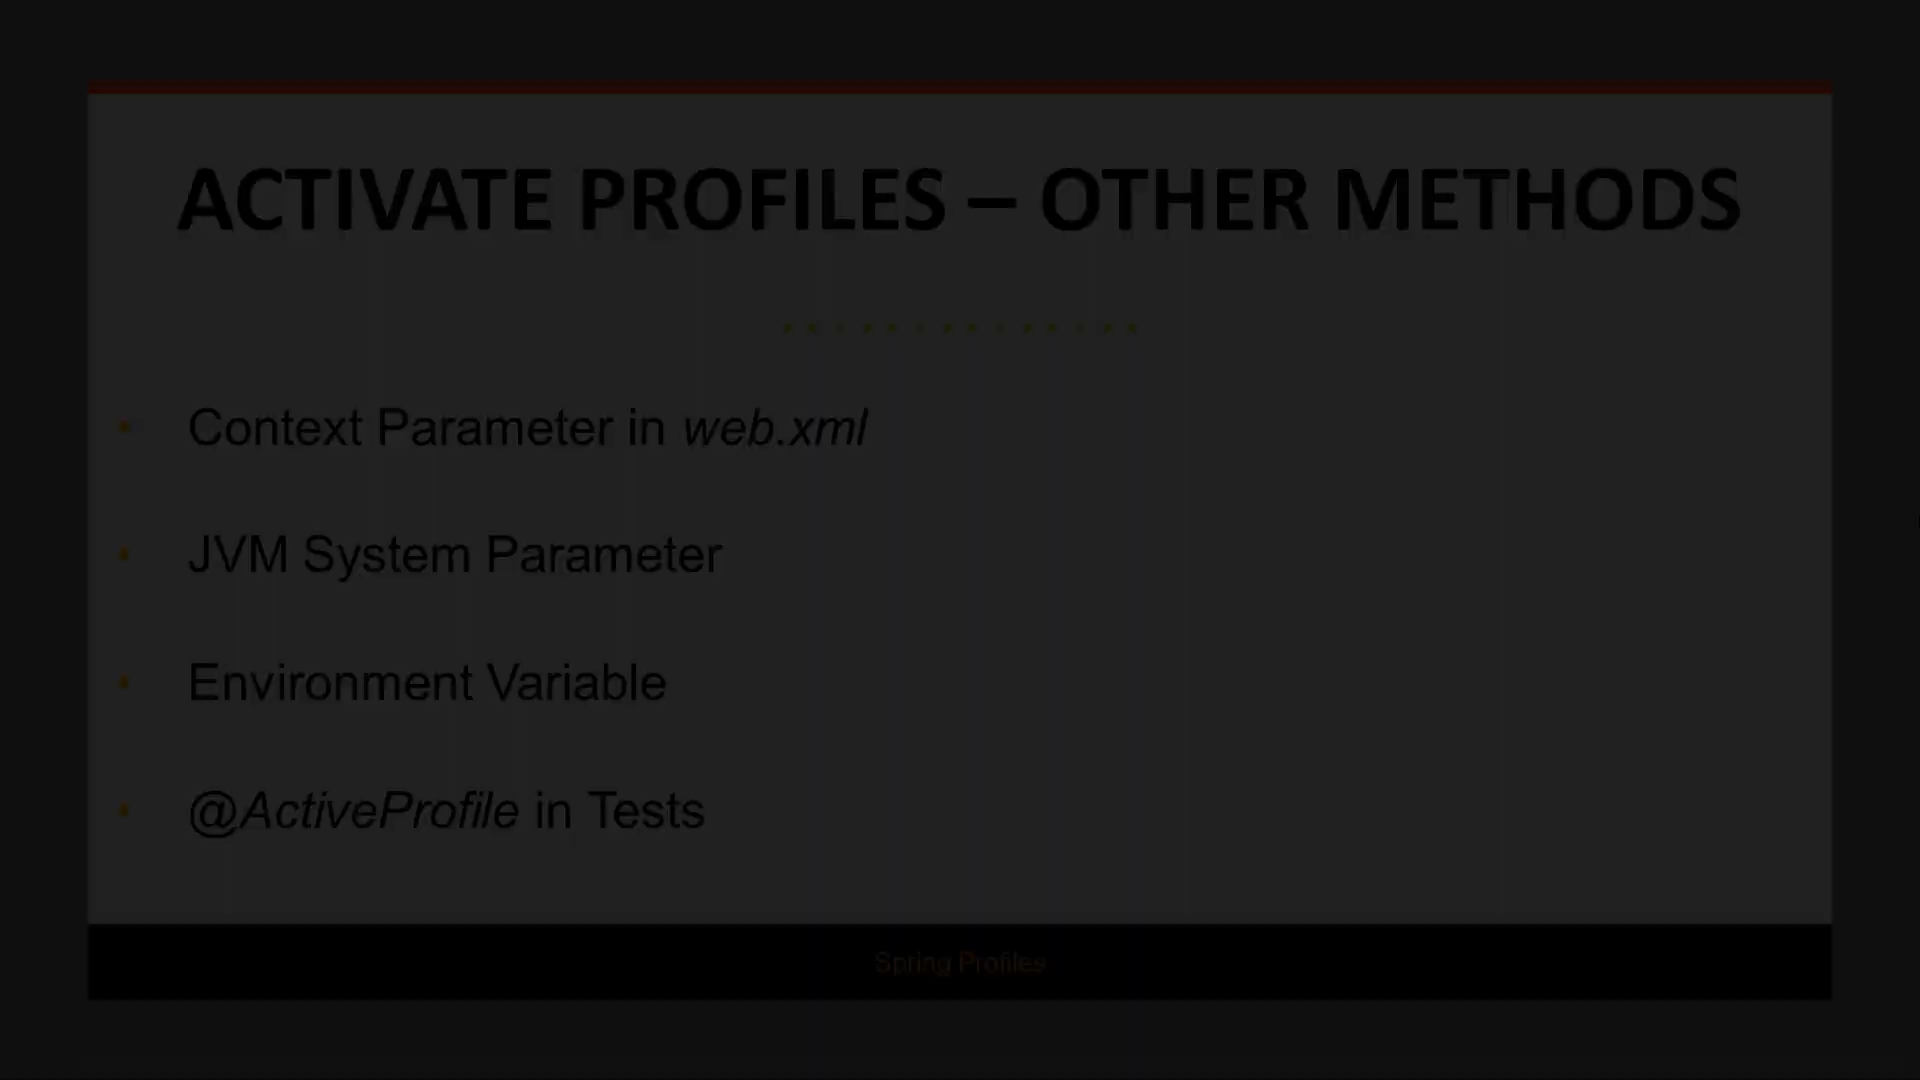 ACTIVATE PROFILES – OTHER METHODS
• Context Parameter in web.xml
• JVM System Parameter
• Environment Variable
• @ActiveProfile in Tests
Spring Profiles